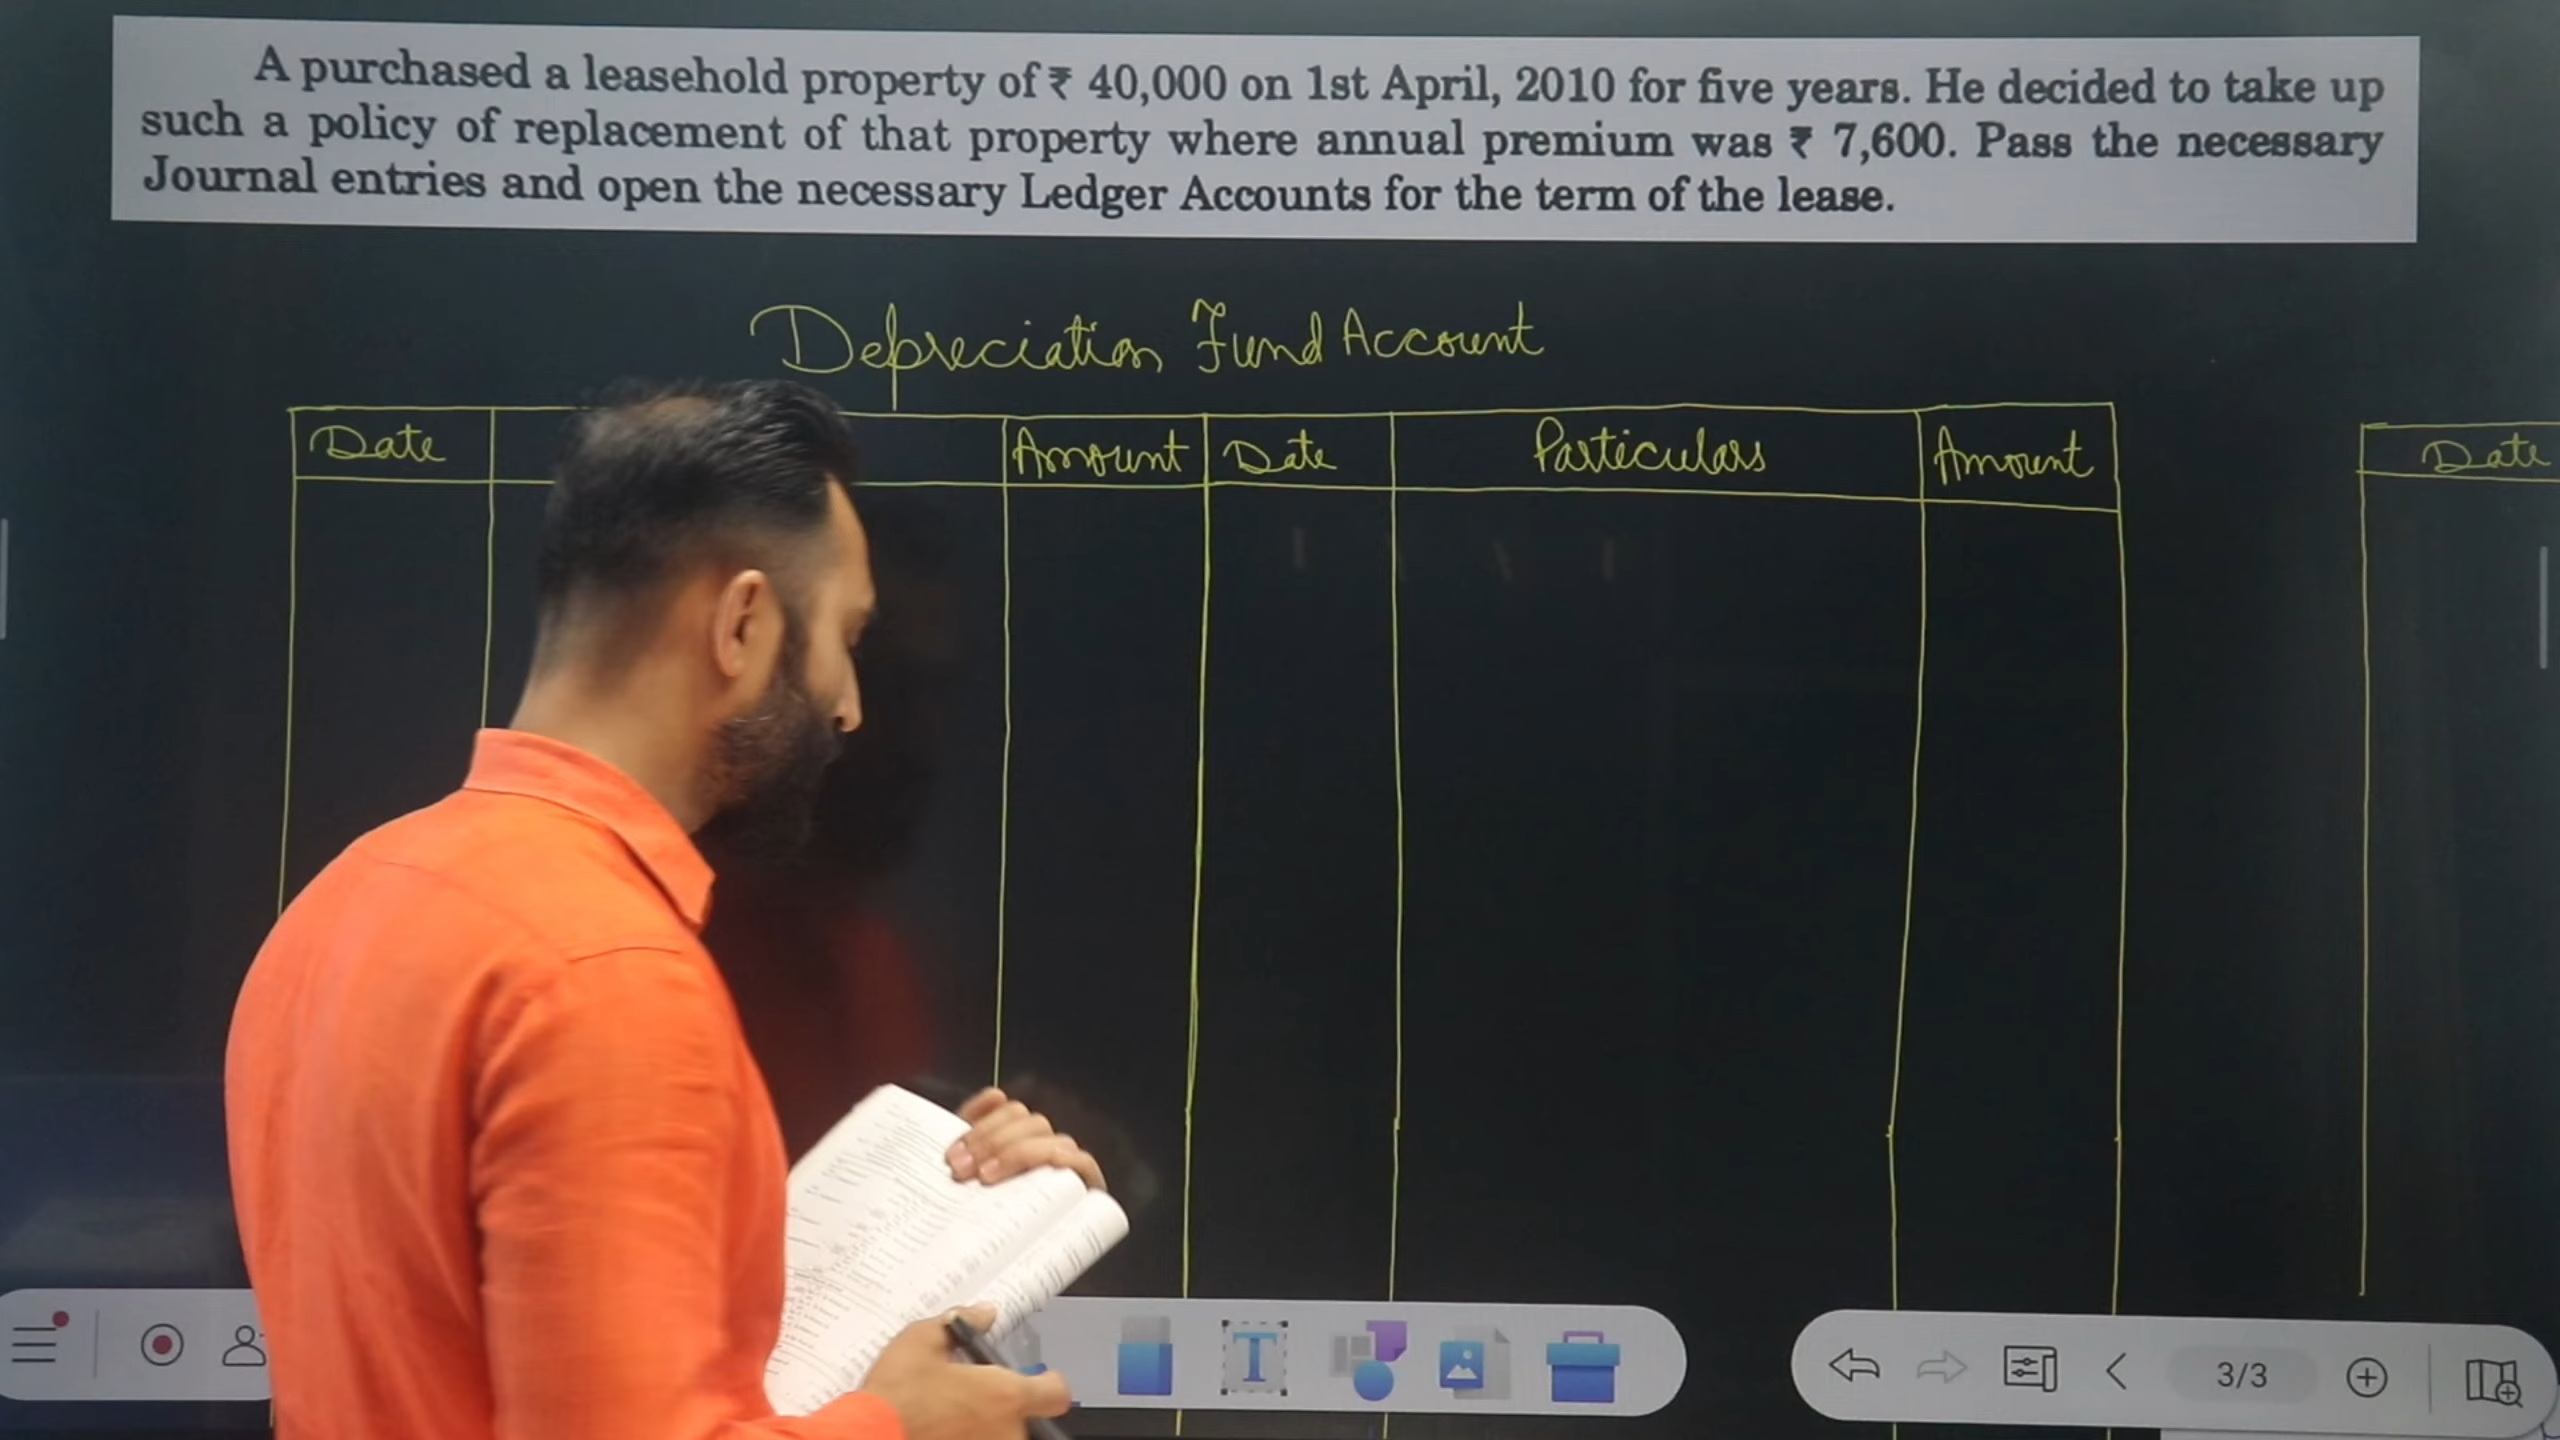 A purchased a leasehold property of ₹ 40,000 on 1st April, 2010 for five years. He decided to take up
such a policy of replacement of that property where annual premium was ₹ 7,600. Pass the necessary
Journal entries and open the necessary Ledger Accounts for the term of the lease.
Depreciation Fund Account
Date Amount Date Particulars Amount Date
T
3/3